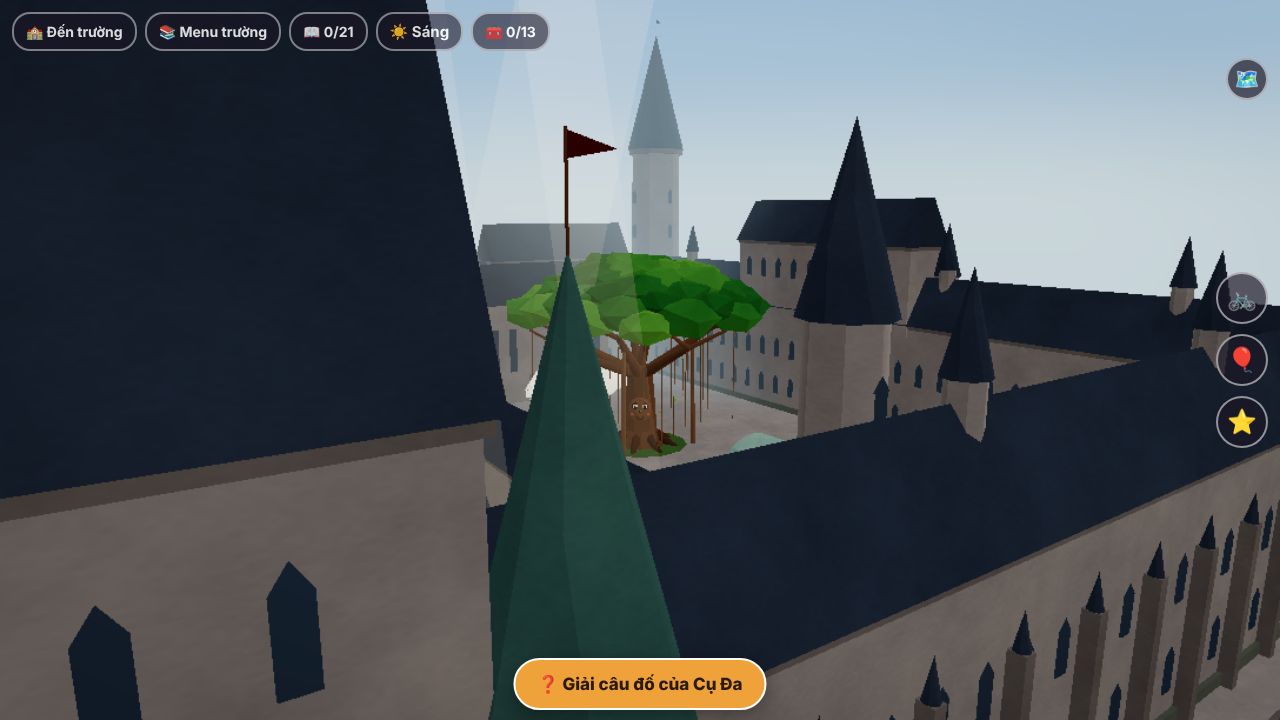 Đến trường
Menu trường
0/21
Sáng
0/13
Giải câu đố của Cụ Đa